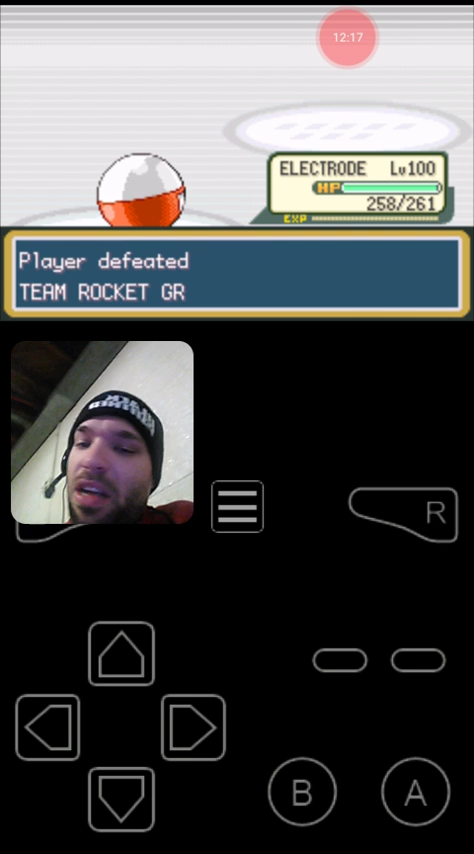 12:17
ELECTRODE Lv100
HP
258/261
EXP
Player defeated
TEAM ROCKET GR
R
B A